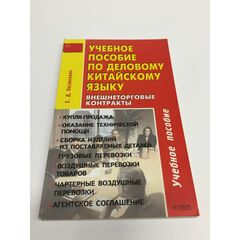 УЧЕБНОЕ
ПОСОБИЕ
ПО ДЕЛОВОМУ
КИТАЙСКОМУ
ЯЗЫКУ
ВНЕШНЕТОРГОВЫЕ
КОНТРАКТЫ
• КУПЛЯ-ПРОДАЖА
• ОКАЗАНИЕ ТЕХНИЧЕСКОЙ
ПОМОЩИ
• СБОРКА ИЗДЕЛИЙ
ИЗ ПОСТАВЛЯЕМЫХ ДЕТАЛЕЙ
ГРУЗОВЫЕ ПЕРЕВОЗКИ
ВОЗДУШНЫЕ ПЕРЕВОЗКИ
ТОВАРОВ
ЧАРТЕРНЫЕ ВОЗДУШНЫЕ
ПЕРЕВОЗКИ
АГЕНТСКОЕ СОГЛАШЕНИЕ
Учебное пособие